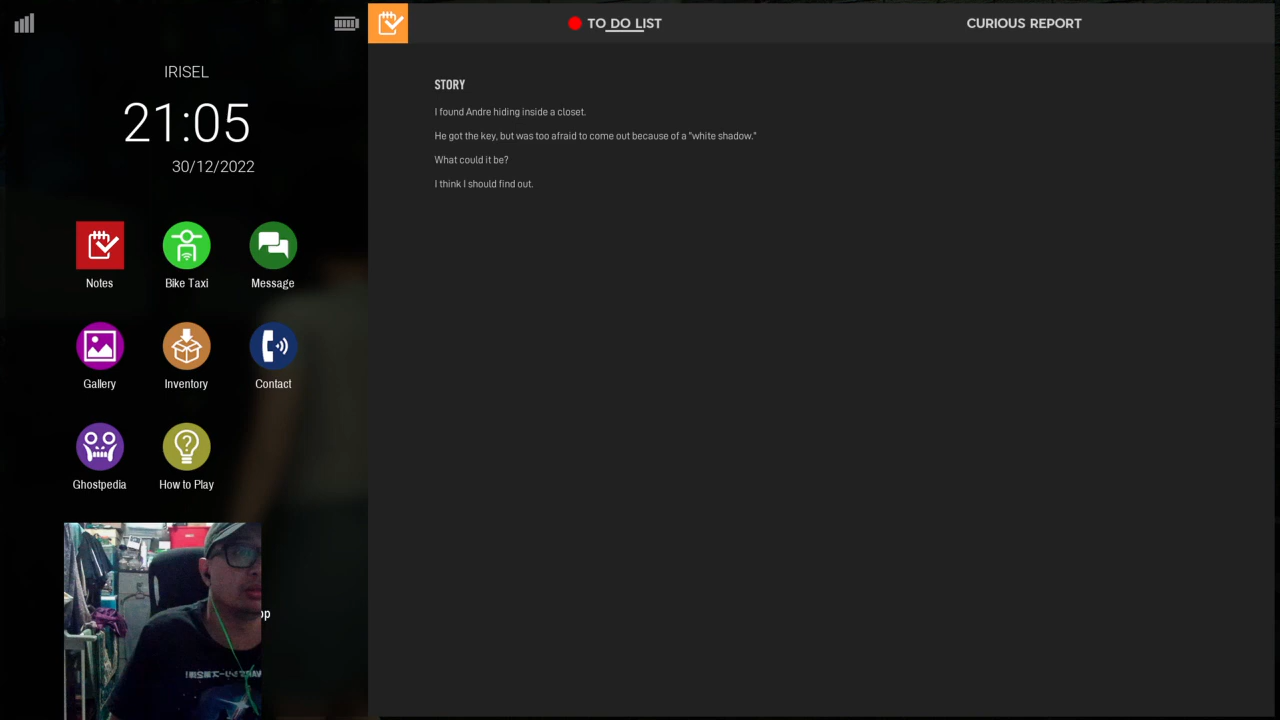 IRISEL
21:05
30/12/2022
Notes
Bike Taxi
Message
Gallery
Inventory
Contact
Ghostpedia
How to Play
TO DO LIST
CURIOUS REPORT
STORY
I found Andre hiding inside a closet.
He got the key, but was too afraid to come out because of a "white shadow."
What could it be?
I think I should find out.